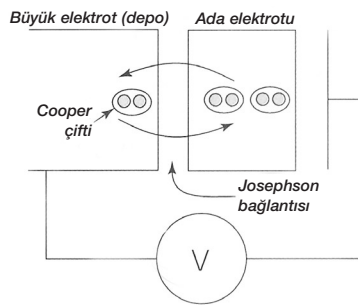 Büyük elektrot (depo)
Ada elektrotu
Cooper
çifti
Josephson
bağlantısı
V